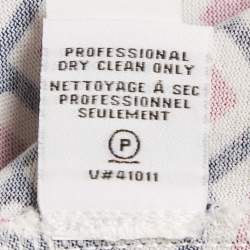 PROFESSIONAL
DRY CLEAN ONLY
NETTOYAGE À SEC
PROFESSIONNEL
SEULEMENT
P
V#41011